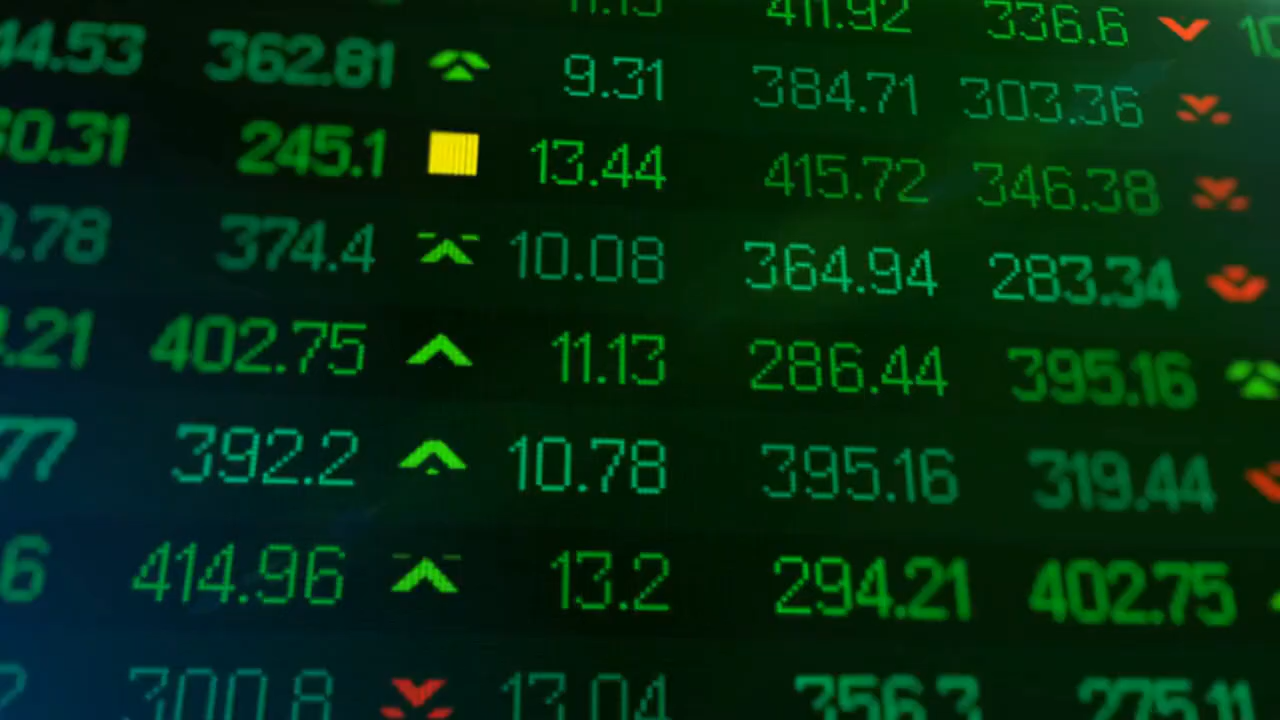 11.13 411.92 336.6
44.53 362.81 9.31 384.71 303.36
60.31 245.1 13.44 415.72 346.38
.78 374.4 10.08 364.94 283.34
.21 402.75 11.13 286.44 395.16
77 392.2 10.78 395.16 319.44
6 414.96 13.2 294.21 402.75
300.8 13.04 356.3 275.11